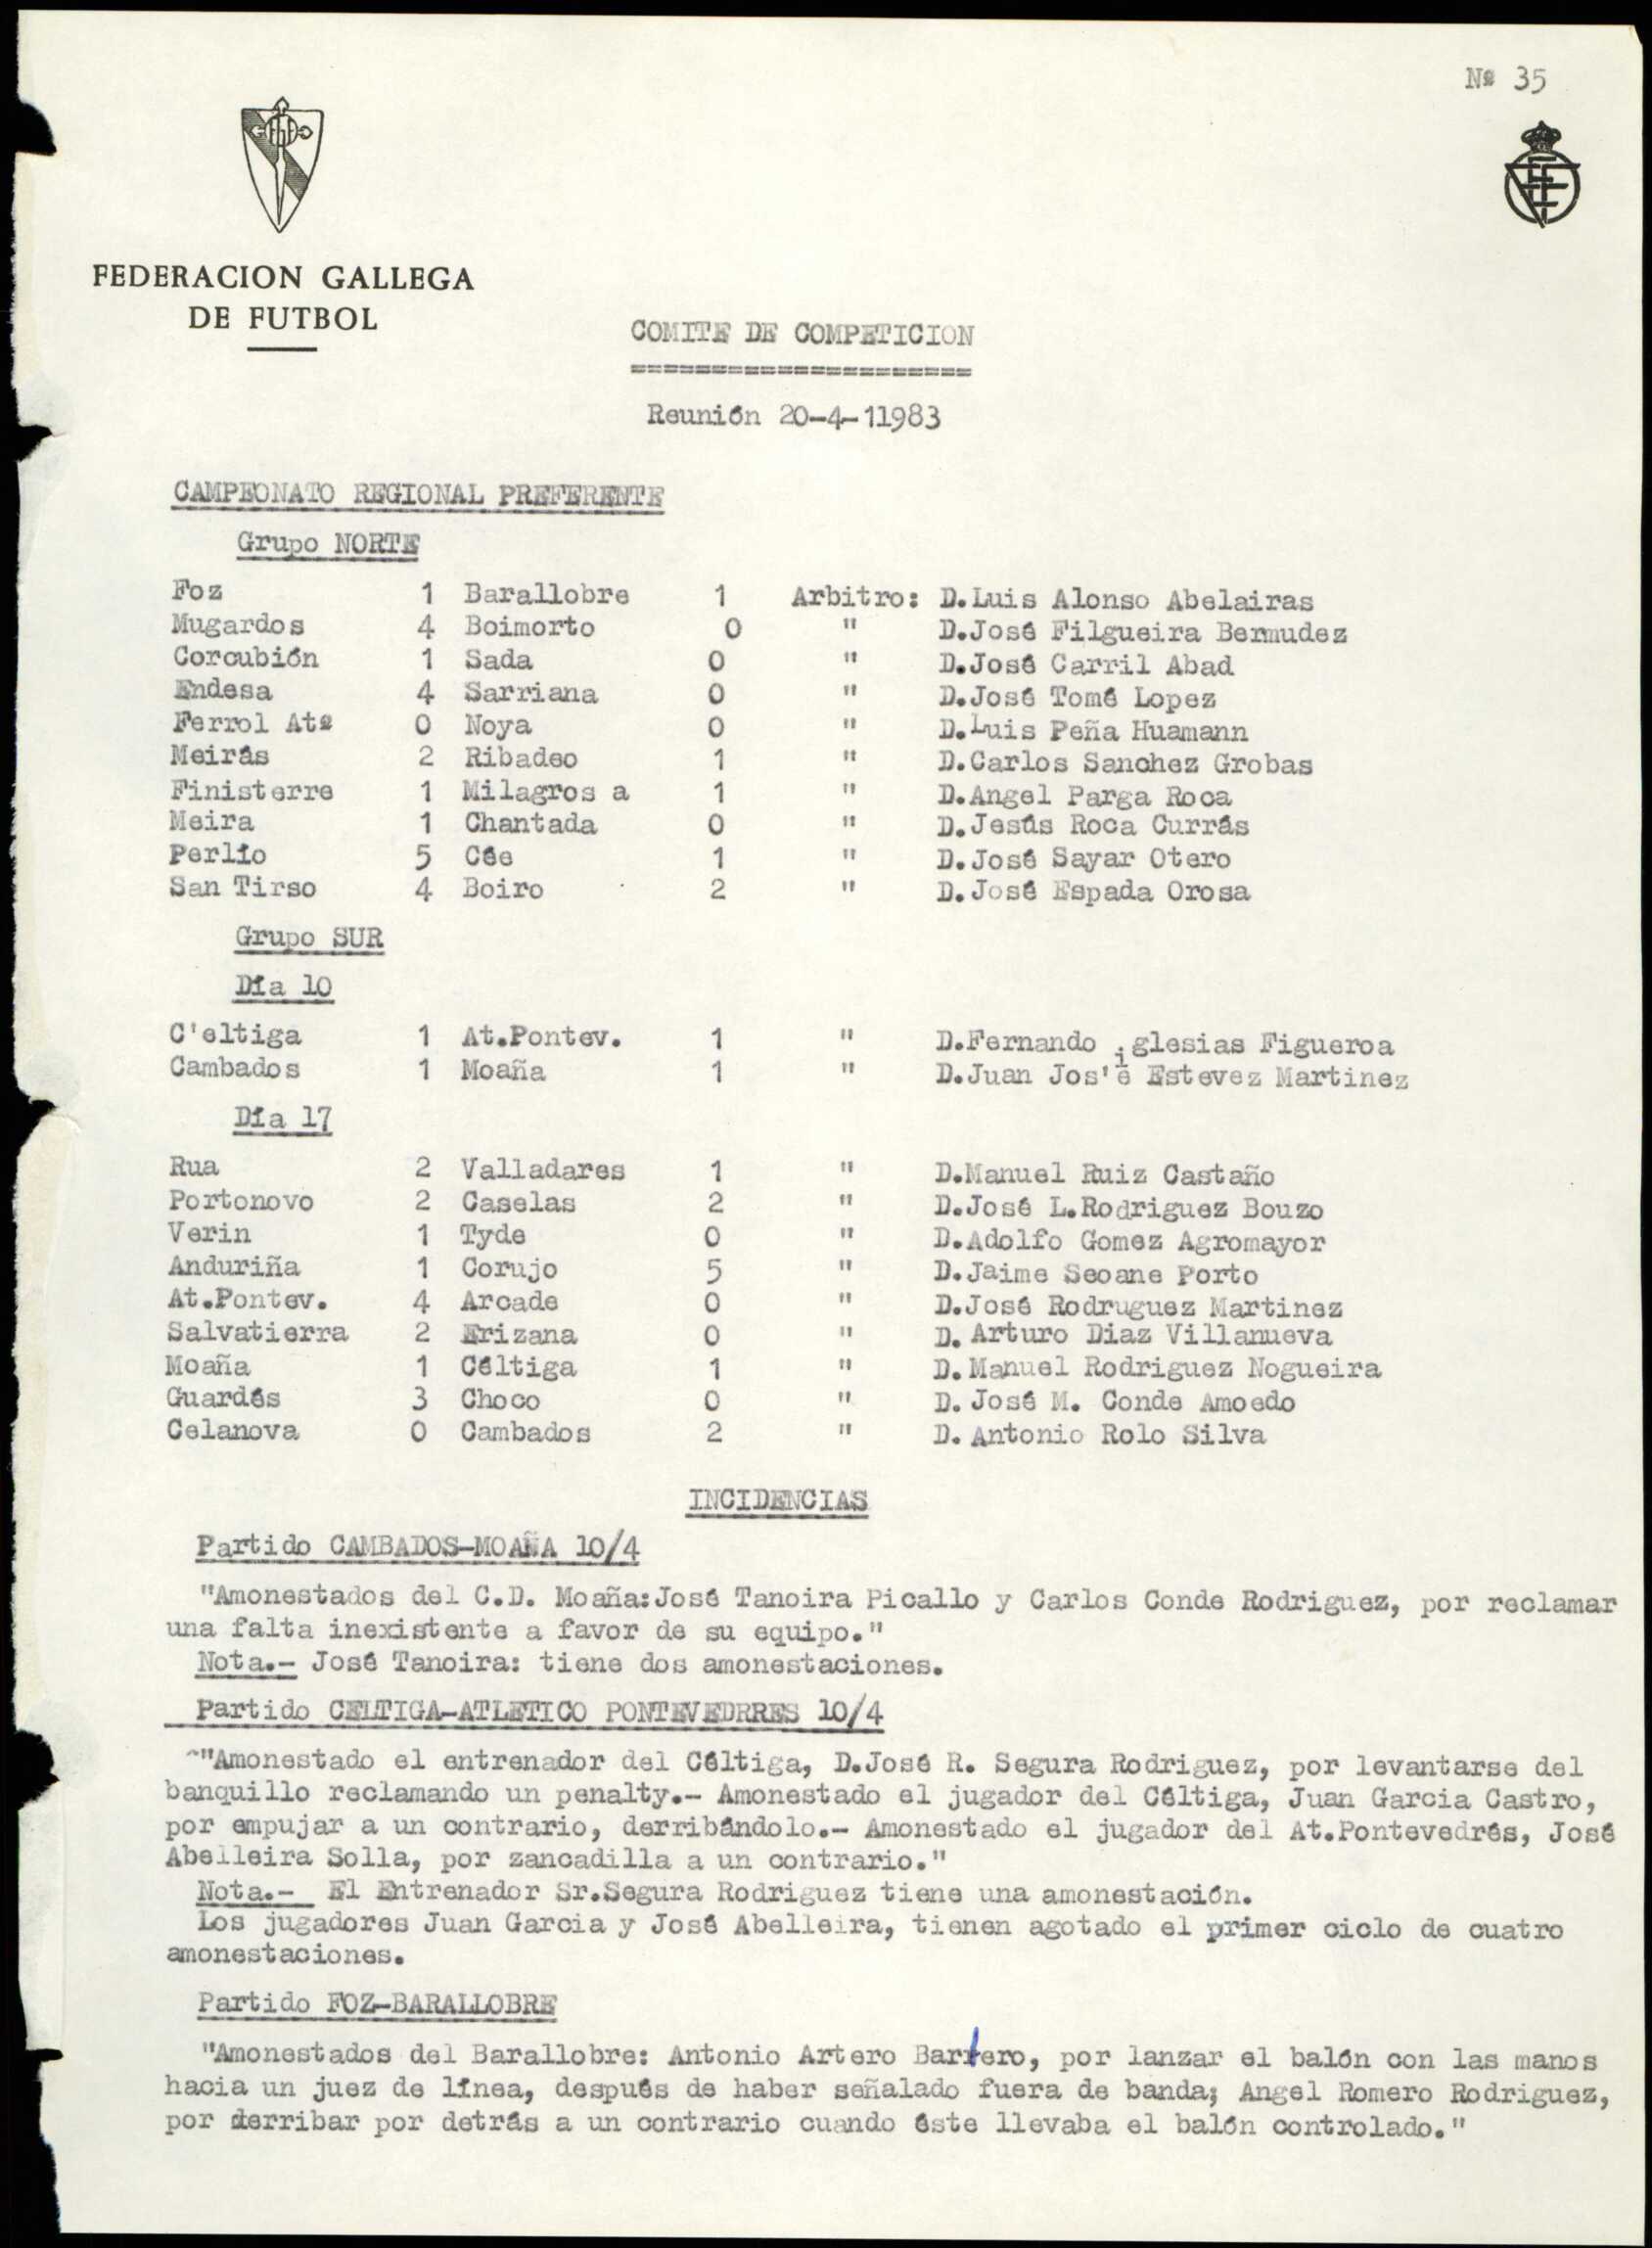 Nº 35
FEDERACION GALLEGA
DE FUTBOL
COMITE DE COMPETICION
=====================
Reunión 20-4-11983
CAMPEONATO REGIONAL PREFERENTE
Grupo NORTE
Foz 1 Barallobre 1 Arbitro: D.Luis Alonso Abelairas
Mugardos 4 Boimorto 0 " D.José Filgueira Bermudez
Corcubión 1 Sada 0 " D.José Carril Abad
Endesa 4 Sarriana 0 " D.José Tomé Lopez
Ferrol Atº 0 Noya 0 " D.Luis Peña Huamann
Meirás 2 Ribadeo 1 " D.Carlos Sanchez Grobas
Finisterre 1 Milagros a 1 " D.Angel Parga Roca
Meira 1 Chantada 0 " D.Jesús Roca Currás
Perlío 5 Cée 1 " D.José Sayar Otero
San Tirso 4 Boiro 2 " D.José Espada Orosa
Grupo SUR
Día 10
C'eltiga 1 At.Pontev. 1 " D.Fernando iglesias Figueroa
Cambados 1 Moaña 1 " D.Juan Jos'e Estevez Martinez
Día 17
Rua 2 Valladares 1 " D.Manuel Ruiz Castaño
Portonovo 2 Caselas 2 " D.José L.Rodriguez Bouzo
Verin 1 Tyde 0 " D.Adolfo Gomez Agromayor
Anduriña 1 Corujo 5 " D.Jaime Seoane Porto
At.Pontev. 4 Arcade 0 " D.José Rodruguez Martinez
Salvatierra 2 Erizana 0 " D. Arturo Diaz Villanueva
Moaña 1 Céltiga 1 " D.Manuel Rodriguez Nogueira
Guardés 3 Choco 0 " D. José M. Conde Amoedo
Celanova 0 Cambados 2 " D. Antonio Rolo Silva
INCIDENCIAS
Partido CAMBADOS-MOAÑA 10/4
"Amonestados del C.D. Moaña:José Tanoira Picallo y Carlos Conde Rodriguez, por reclamar
una falta inexistente a favor de su equipo."
Nota.- José Tanoira: tiene dos amonestaciones.
Partido CELTIGA-ATLETICO PONTEVEDRRES 10/4
"Amonestado el entrenador del Céltiga, D.José R. Segura Rodriguez, por levantarse del
banquillo reclamando un penalty.- Amonestado el jugador del Céltiga, Juan Garcia Castro,
por empujar a un contrario, derribándolo.- Amonestado el jugador del At.Pontevedrés, José
Abelleira Solla, por zancadilla a un contrario."
Nota.- El Entrenador Sr.Segura Rodriguez tiene una amonestación.
Los jugadores Juan Garcia y José Abelleira, tienen agotado el primer ciclo de cuatro
amonestaciones.
Partido FOZ-BARALLOBRE
"Amonestados del Barallobre: Antonio Artero Bartero, por lanzar el balón con las manos
hacia un juez de línea, después de haber señalado fuera de banda; Angel Romero Rodriguez,
por derribar por detrás a un contrario cuando éste llevaba el balón controlado."